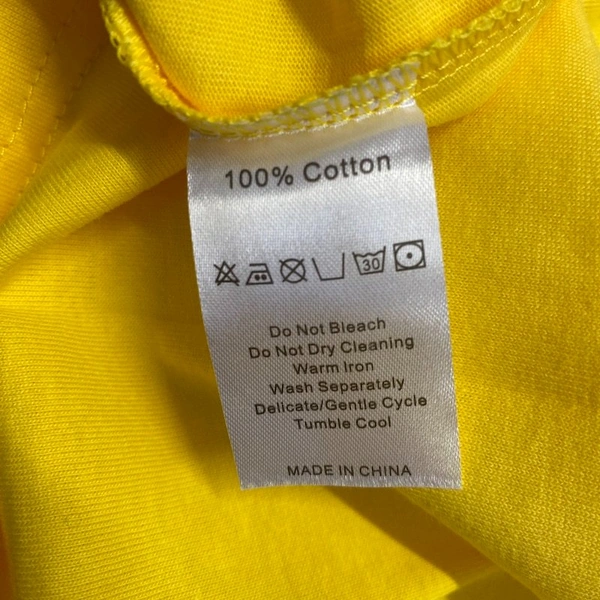 100% Cotton
30
Do Not Bleach
Do Not Dry Cleaning
Warm Iron
Wash Separately
Delicate/Gentle Cycle
Tumble Cool
MADE IN CHINA